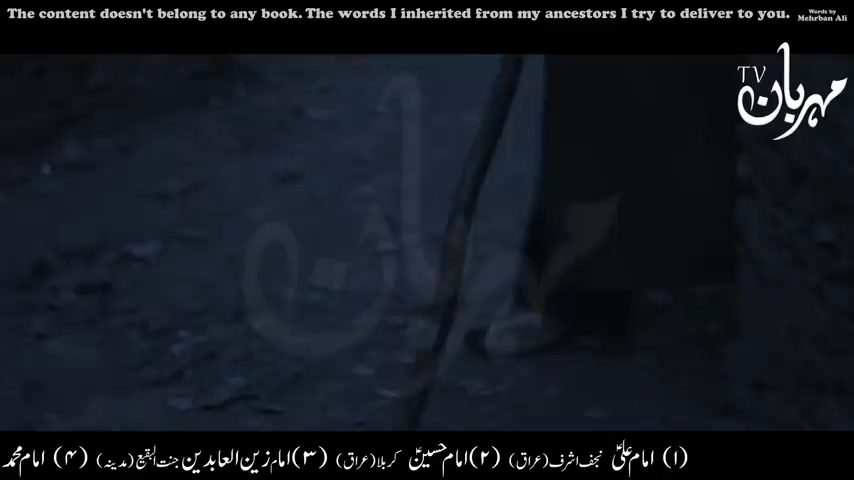 The content doesn't belong to any book. The words I inherited from my ancestors I try to deliver to you.
Words by
Mehrban Ali
TV
مہربان
مہربان
(۱) امام علیؑ نجف اشرف (عراق) (۲) امام حسینؑ کربلا (عراق) (۳) امام زین العابدین جنت البقیع (مدینہ) (۴) امام محمد